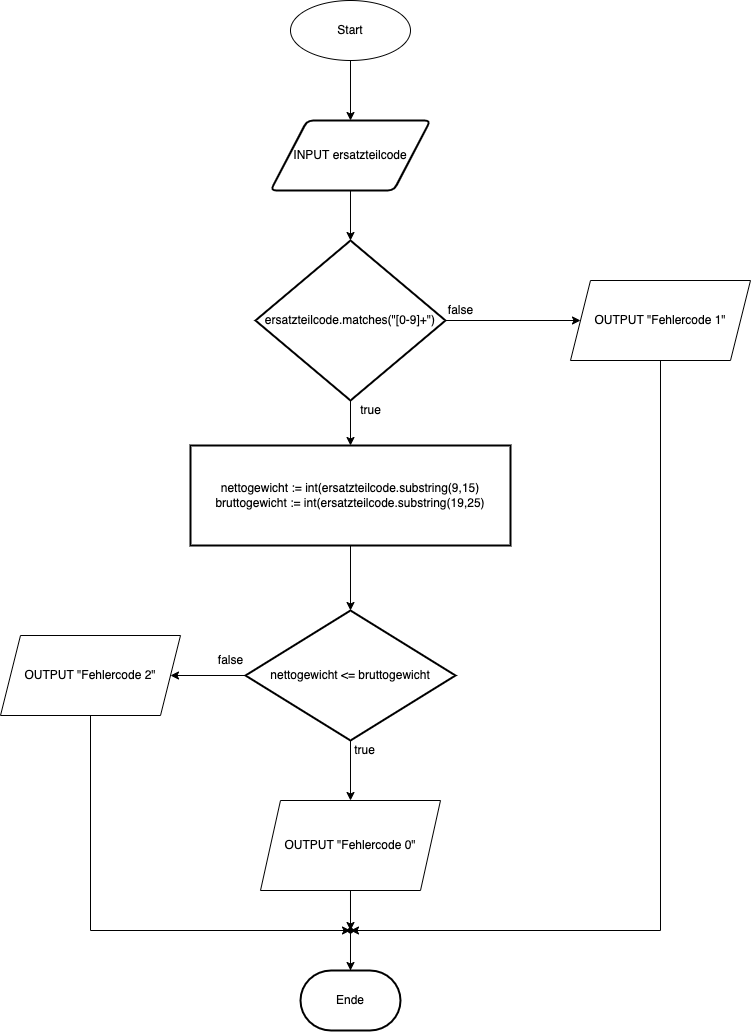 Start
INPUT ersatzteilcode
ersatzteilcode.matches("[0-9]+")
false
OUTPUT "Fehlercode 1"
true
nettogewicht := int(ersatzteilcode.substring(9,15)
bruttogewicht := int(ersatzteilcode.substring(19,25)
false
OUTPUT "Fehlercode 2"
nettogewicht <= bruttogewicht
true
OUTPUT "Fehlercode 0"
Ende